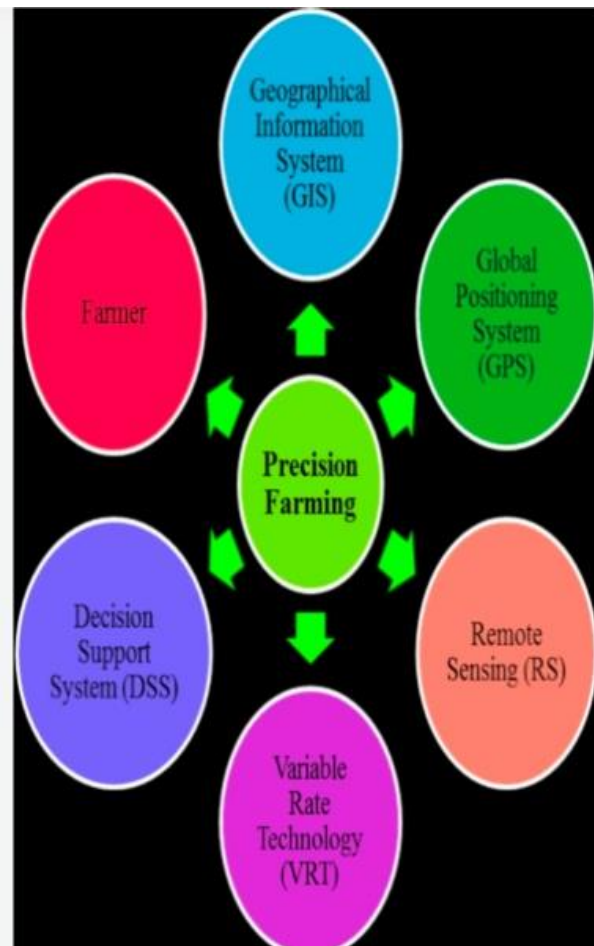 Geographical
Information
System
(GIS)
Global
Positioning
System
(GPS)
Remote
Sensing (RS)
Variable
Rate
Technology
(VRT)
Decision
Support
System (DSS)
Farmer
Precision
Farming